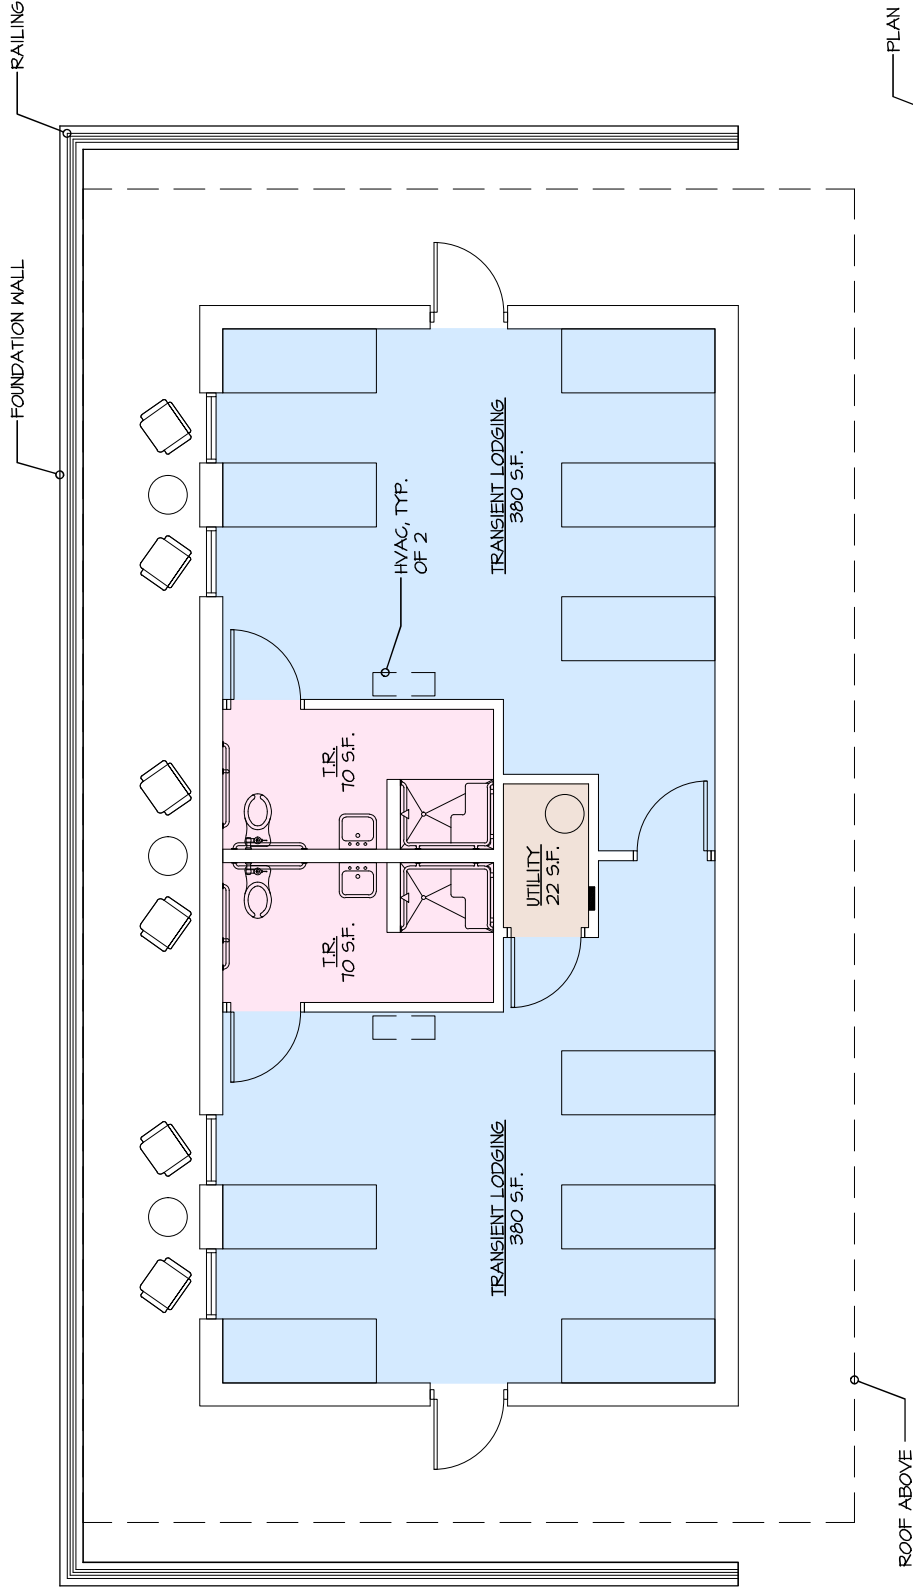 RAILING
PLAN
FOUNDATION WALL
TRANSIENT LODGING
380 S.F.
HVAC, TYP.
OF 2
T.R.
70 S.F.
UTILITY
22 S.F.
T.R.
70 S.F.
TRANSIENT LODGING
380 S.F.
ROOF ABOVE